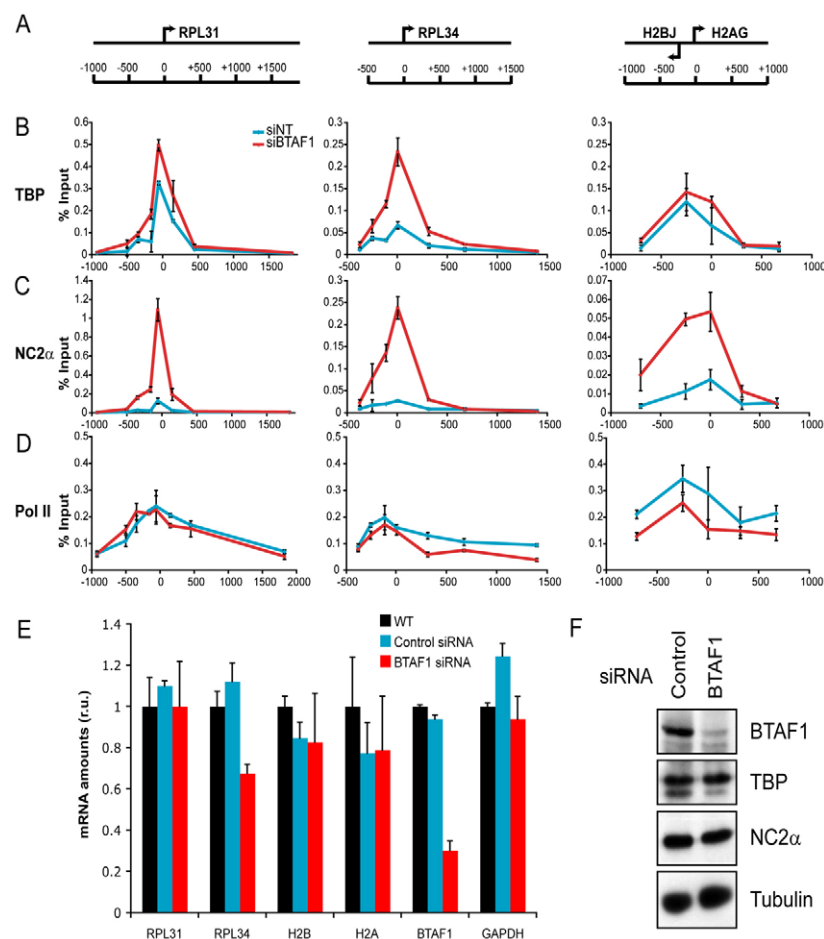 A
RPL31
-1000 -500 0 +500 +1000 +1500
RPL34
-500 0 +500 +1000 +1500
H2BJ H2AG
-1000 -500 0 +500 +1000
B
TBP
% Input
siNT
siBTAF1
0.6
0.5
0.4
0.3
0.2
0.1
0
-1000 -500 0 500 1000 1500
0.3
0.25
0.2
0.15
0.1
0.05
0
-500 0 500 1000 1500
0.3
0.25
0.2
0.15
0.1
0.05
0
-1000 -500 0 500 1000
C
NC2α
% Input
1.4
1.2
1
0.8
0.6
0.4
0.2
0
-1000 -500 0 500 1000 1500
0.3
0.25
0.2
0.15
0.1
0.05
0
-500 0 500 1000 1500
0.07
0.06
0.05
0.04
0.03
0.02
0.01
0
-1000 -500 0 500 1000
D
Pol II
% Input
0.5
0.4
0.3
0.2
0.1
0
-1000 -500 0 500 1000 1500 2000
0.5
0.4
0.3
0.2
0.1
0
-500 0 500 1000 1500
0.5
0.4
0.3
0.2
0.1
0
-1000 -500 0 500 1000
E
mRNA amounts (r.u.)
WT
Control siRNA
BTAF1 siRNA
1.4
1.2
1
0.8
0.6
0.4
0.2
0
RPL31 RPL34 H2B H2A BTAF1 GAPDH
F
siRNA
Control
BTAF1
BTAF1
TBP
NC2α
Tubulin